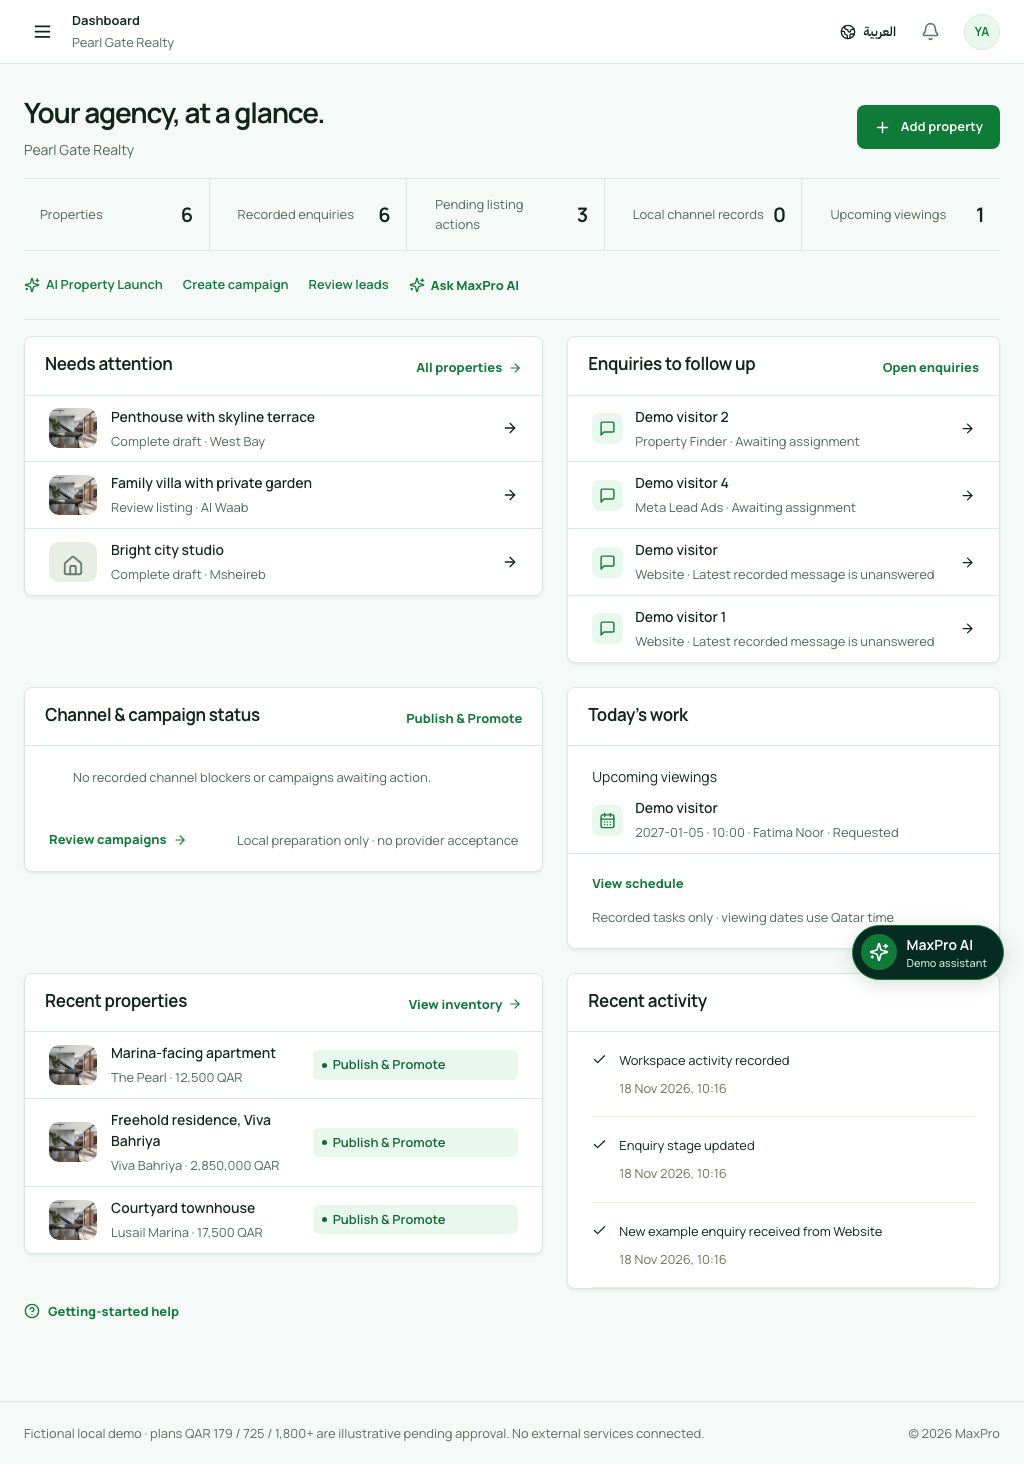 Dashboard
Pearl Gate Realty
العربية
YA
Your agency, at a glance.
Pearl Gate Realty
Add property
Properties 6
Recorded enquiries 6
Pending listing
actions
3
Local channel records 0
Upcoming viewings 1
AI Property Launch
Create campaign
Review leads
Ask MaxPro AI
Needs attention
All properties
Penthouse with skyline terrace
Complete draft · West Bay
Family villa with private garden
Review listing · Al Waab
Bright city studio
Complete draft · Msheireb
Enquiries to follow up
Open enquiries
Demo visitor 2
Property Finder · Awaiting assignment
Demo visitor 4
Meta Lead Ads · Awaiting assignment
Demo visitor
Website · Latest recorded message is unanswered
Demo visitor 1
Website · Latest recorded message is unanswered
Channel & campaign status
Publish & Promote
No recorded channel blockers or campaigns awaiting action.
Review campaigns
Local preparation only · no provider acceptance
Today's work
Upcoming viewings
Demo visitor
2027-01-05 · 10:00 · Fatima Noor · Requested
View schedule
Recorded tasks only · viewing dates use Qatar time
MaxPro AI
Demo assistant
Recent properties
View inventory
Marina-facing apartment
The Pearl · 12,500 QAR
Publish & Promote
Freehold residence, Viva
Bahriya
Viva Bahriya · 2,850,000 QAR
Publish & Promote
Courtyard townhouse
Lusail Marina · 17,500 QAR
Publish & Promote
Recent activity
Workspace activity recorded
18 Nov 2026, 10:16
Enquiry stage updated
18 Nov 2026, 10:16
New example enquiry received from Website
18 Nov 2026, 10:16
Getting-started help
Fictional local demo · plans QAR 179 / 725 / 1,800+ are illustrative pending approval. No external services connected.
© 2026 MaxPro